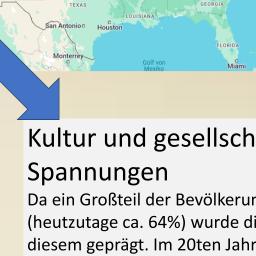 TEXAS
LOUISIANA
San Antonio
Houston
FLORIDA
Monterrey
Golf von
Mexiko
Miami
Kultur und gesellsch
Spannungen
Da ein Großteil der Bevölkerun
(heutzutage ca. 64%) wurde di
diesem geprägt. Im 20ten Jahr